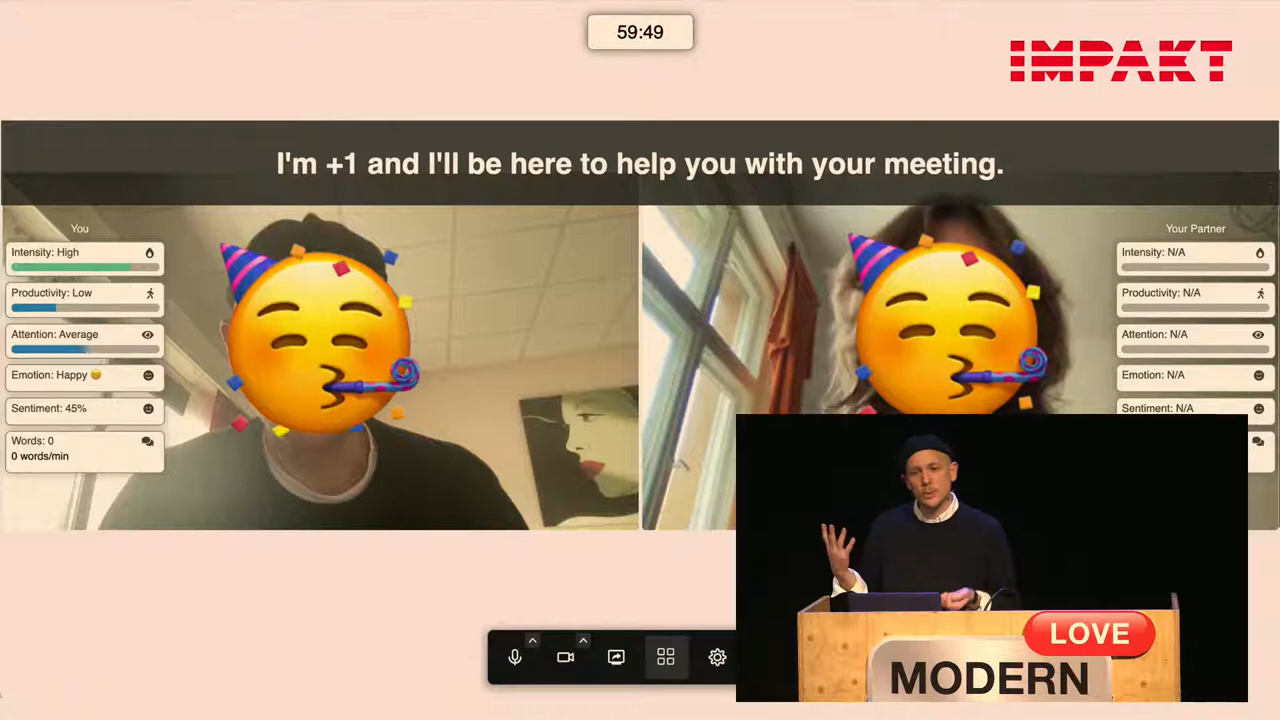 59:49
IMPAKT
I'm +1 and I'll be here to help you with your meeting.
You
Intensity: High
Productivity: Low
Attention: Average
Emotion: Happy 😄
Sentiment: 45%
Words: 0
0 words/min
Your Partner
Intensity: N/A
Productivity: N/A
Attention: N/A
Emotion: N/A
Sentiment: N/A
LOVE
MODERN